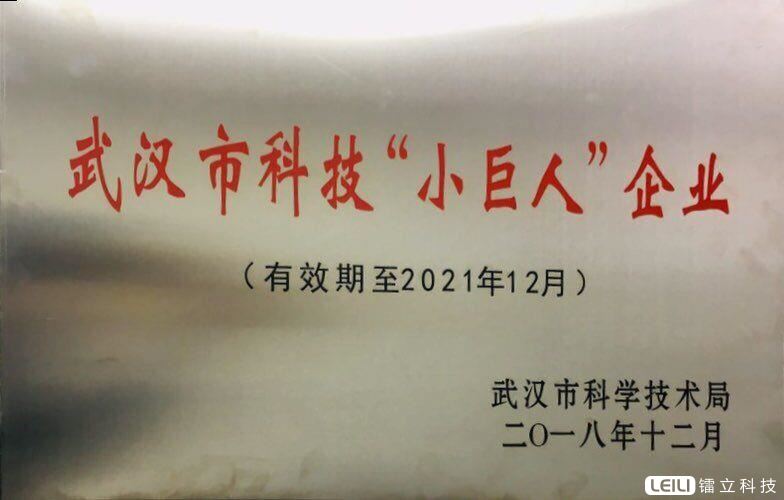 武汉市科技“小巨人”企业
（有效期至2021年12月）
武汉市科学技术局
二〇一八年十二月
LEILI 镭立科技